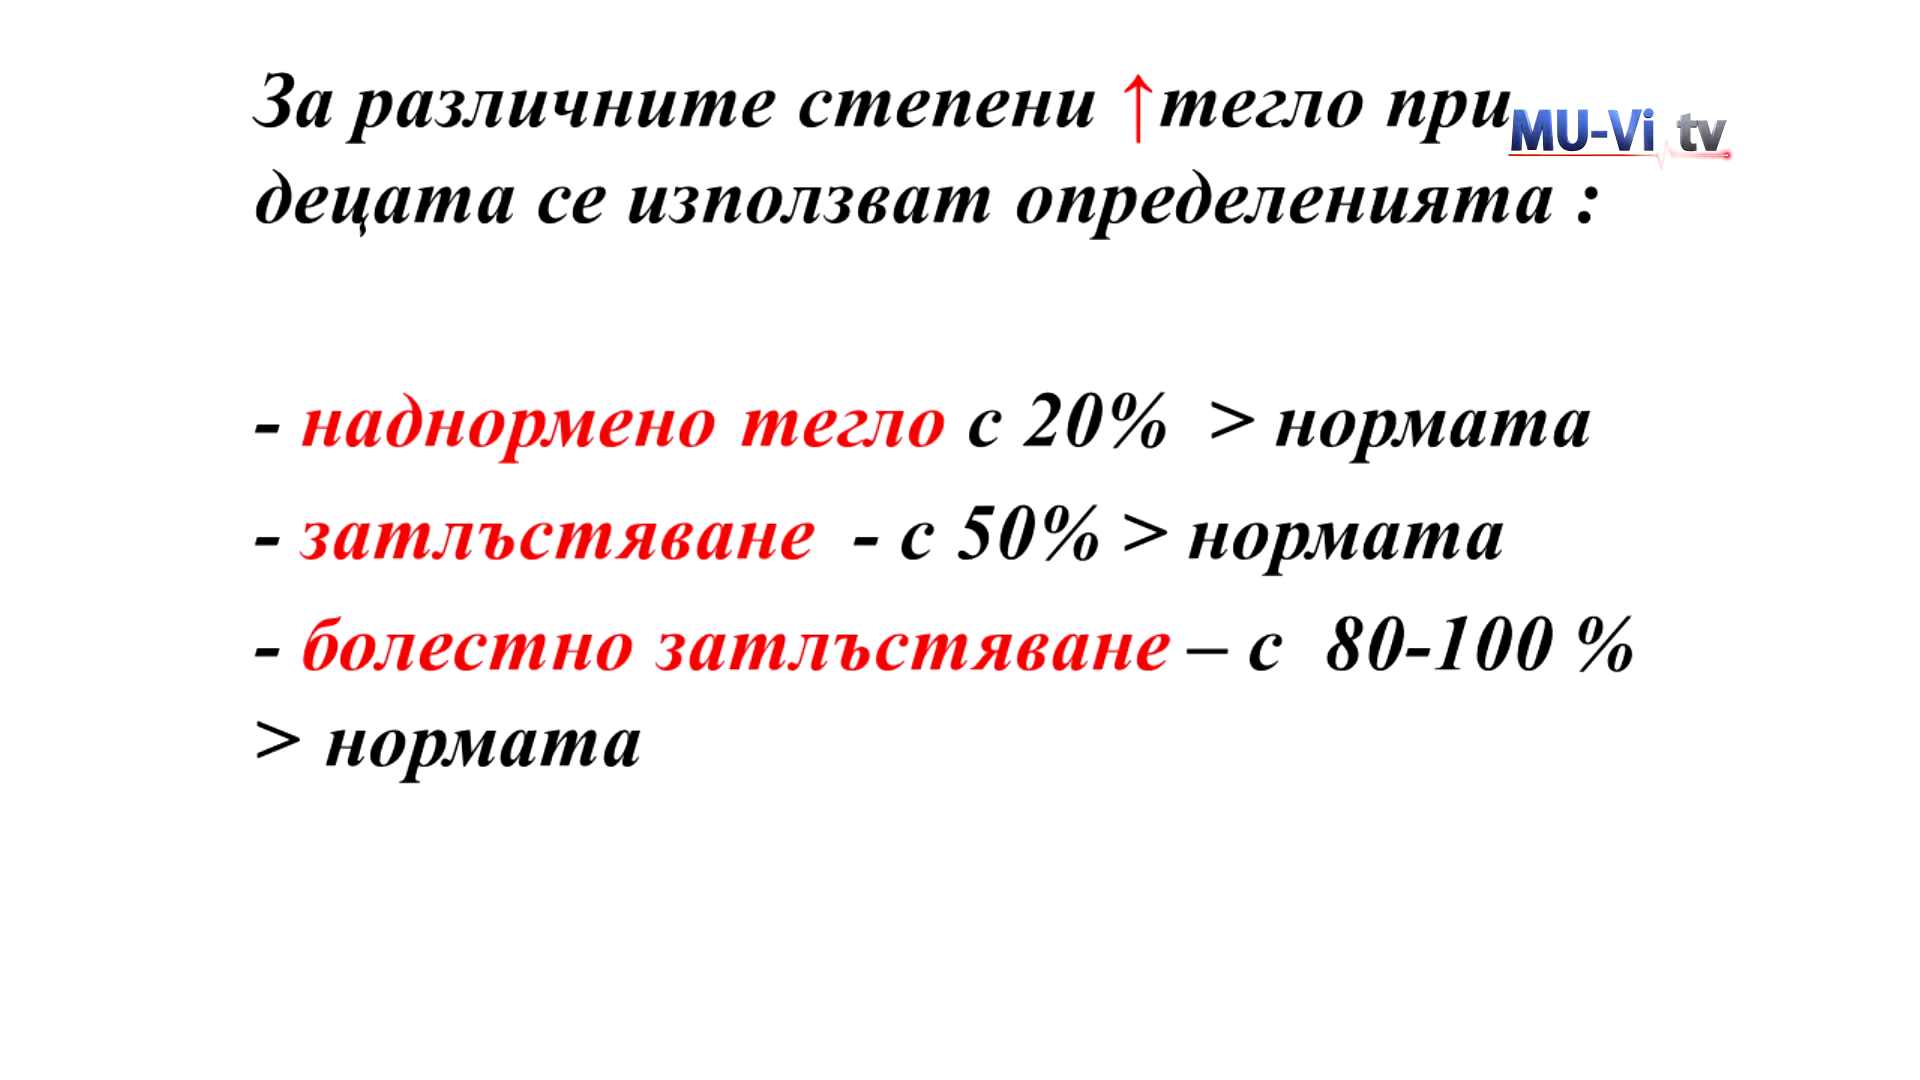 За различните степени ↑тегло при
MU-Vi tv
децата се използват определенията :
- наднормено тегло с 20% > нормата
- затлъстяване - с 50% > нормата
- болестно затлъстяване – с 80-100 %
> нормата